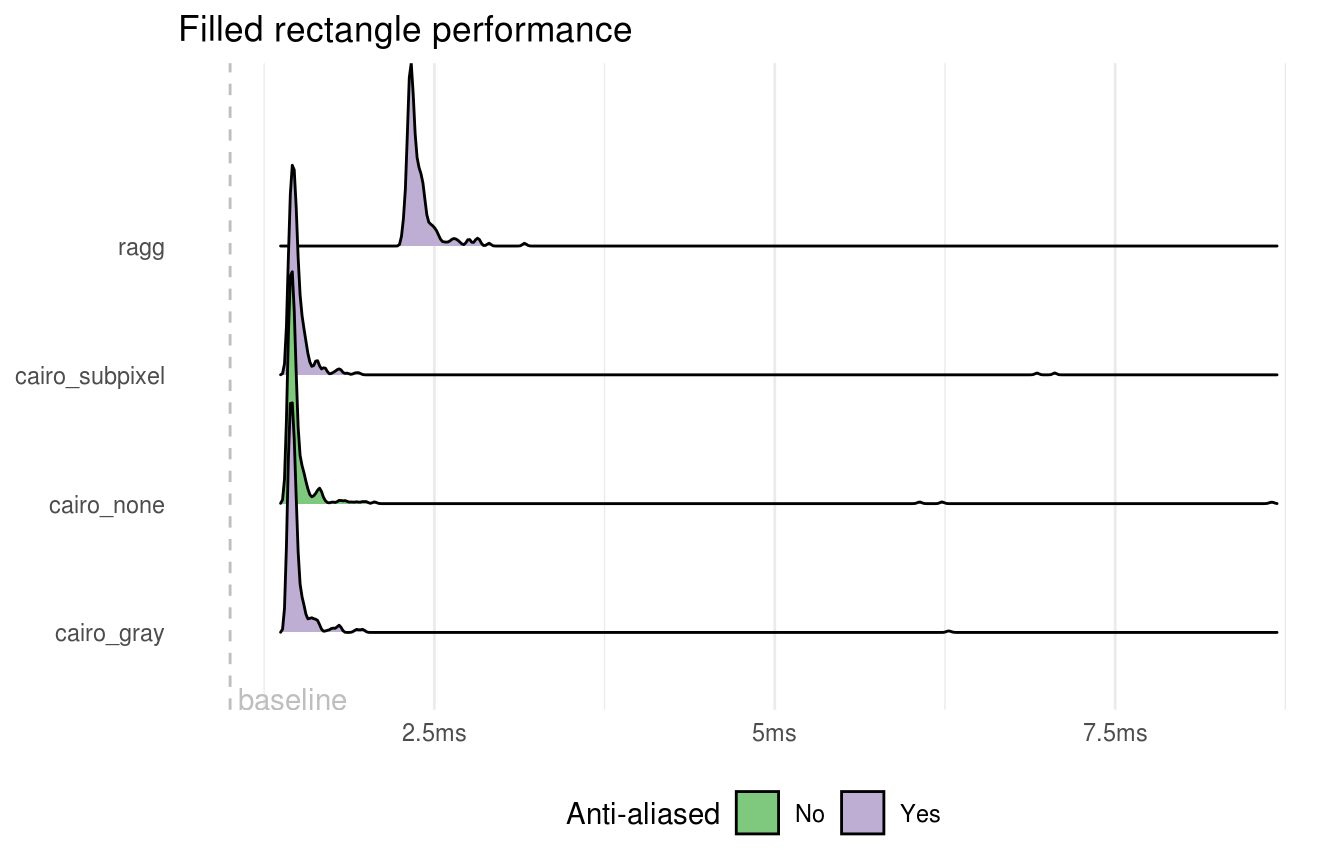 Filled rectangle performance
ragg
cairo_subpixel
cairo_none
cairo_gray
baseline
2.5ms 5ms 7.5ms
Anti-aliased No Yes